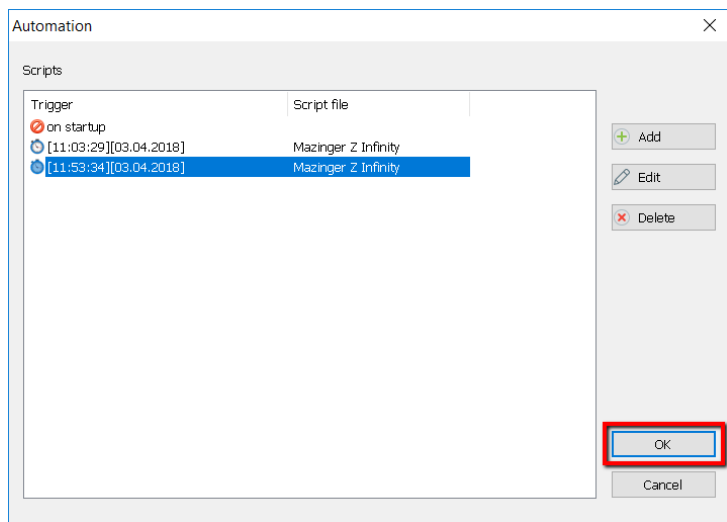 Automation
Scripts
Trigger Script file
on startup
[11:03:29][03.04.2018] Mazinger Z Infinity
[11:53:34][03.04.2018] Mazinger Z Infinity
Add
Edit
Delete
OK
Cancel